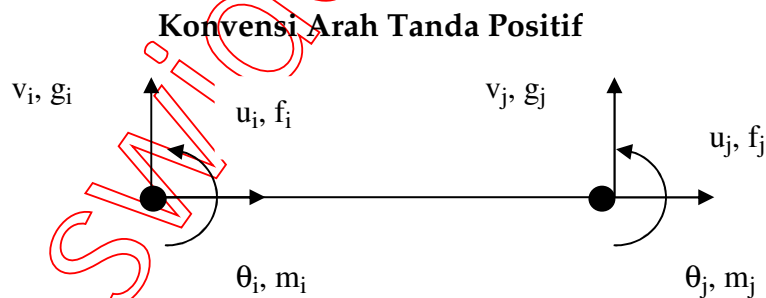 Konvensi Arah Tanda Positif
vᵢ, gᵢ
uᵢ, fᵢ
vⱼ, gⱼ
uⱼ, fⱼ
θᵢ, mᵢ
θⱼ, mⱼ